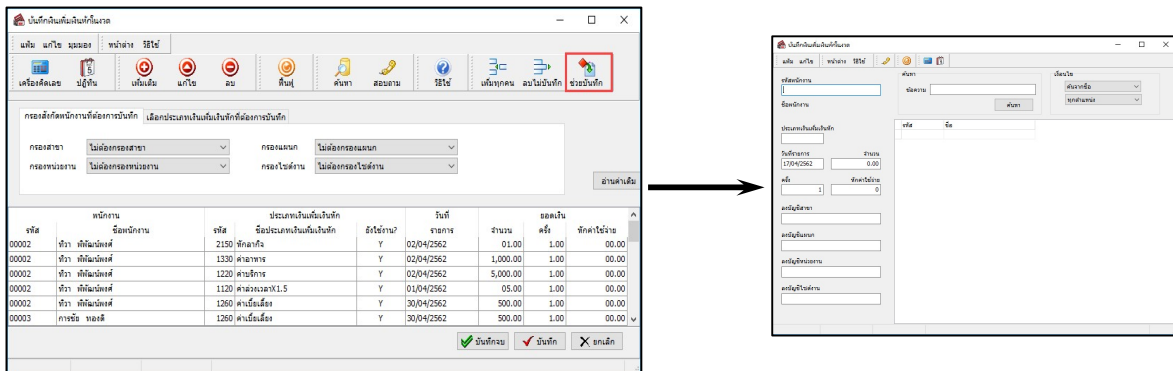 บันทึกเงินเพิ่มเงินหักในงวด
แฟ้ม แก้ไข มุมมอง หน้าต่าง วิธีใช้
เครื่องคิดเลข ปฏิทิน เพิ่มเติม แก้ไข ลบ ฟื้นฟู ค้นหา สอบถาม วิธีใช้ เพิ่มทุกคน ลบไม่บันทึก ช่วยบันทึก
กรองสังกัดพนักงานที่ต้องการบันทึก เลือกประเภทเงินเพิ่มเงินหักที่ต้องการบันทึก
กรองสาขา ไม่ต้องกรองสาขา กรองแผนก ไม่ต้องกรองแผนก
กรองหน่วยงาน ไม่ต้องกรองหน่วยงาน กรองไซต์งาน ไม่ต้องกรองไซต์งาน
อ่านค่าเดิม
พนักงาน ประเภทเงินเพิ่มเงินหัก วันที่ ยอดเงิน
รหัส ชื่อพนักงาน รหัส ชื่อประเภทเงินเพิ่มเงินหัก ยังใช้งาน? รายการ จำนวน ครั้ง หักค่าใช้จ่าย
00002 ทิวา พิพัฒน์พงศ์ 2150 หักลากิจ Y 02/04/2562 01.00 1.00 00.00
00002 ทิวา พิพัฒน์พงศ์ 1330 ค่าอาหาร Y 02/04/2562 1,000.00 1.00 00.00
00002 ทิวา พิพัฒน์พงศ์ 1220 ค่าบริการ Y 02/04/2562 5,000.00 1.00 00.00
00002 ทิวา พิพัฒน์พงศ์ 1120 ค่าล่วงเวลาX1.5 Y 01/04/2562 05.00 1.00 00.00
00002 ทิวา พิพัฒน์พงศ์ 1260 ค่าเบี้ยเลี้ยง Y 30/04/2562 500.00 1.00 00.00
00003 การชัย ทองดี 1260 ค่าเบี้ยเลี้ยง Y 30/04/2562 500.00 1.00 00.00
บันทึกจบ บันทึก ยกเลิก
บันทึกเงินเพิ่มเงินหักในงวด
แฟ้ม แก้ไข หน้าต่าง วิธีใช้
รหัสพนักงาน ค้นหา เงื่อนไข
ข้อความ ค้นจากชื่อ
ชื่อพนักงาน ค้นหา ทุกตำแหน่ง
ประเภทเงินเพิ่มเงินหัก รหัส ชื่อ
วันที่รายการ จำนวน
17/04/2562 0.00
ครั้ง หักค่าใช้จ่าย
1 0
ลงบัญชีสาขา
ลงบัญชีแผนก
ลงบัญชีหน่วยงาน
ลงบัญชีไซต์งาน